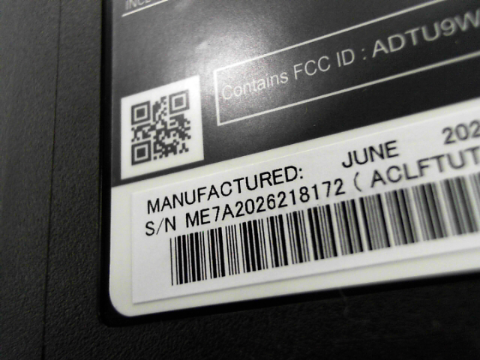 Contains FCC ID : ADTU9W
MANUFACTURED: JUNE 202
S/N ME7A2026218172 ( ACLFTUT